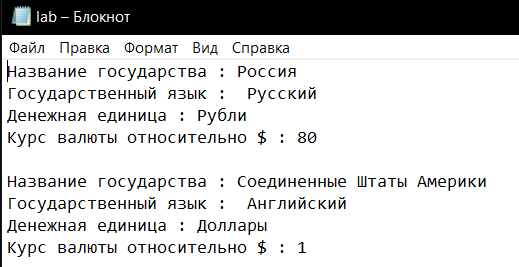 lab – Блокнот
Файл Правка Формат Вид Справка
Название государства : Россия
Государственный язык :  Русский
Денежная единица : Рубли
Курс валюты относительно $ : 80

Название государства : Соединенные Штаты Америки
Государственный язык :  Английский
Денежная единица : Доллары
Курс валюты относительно $ : 1